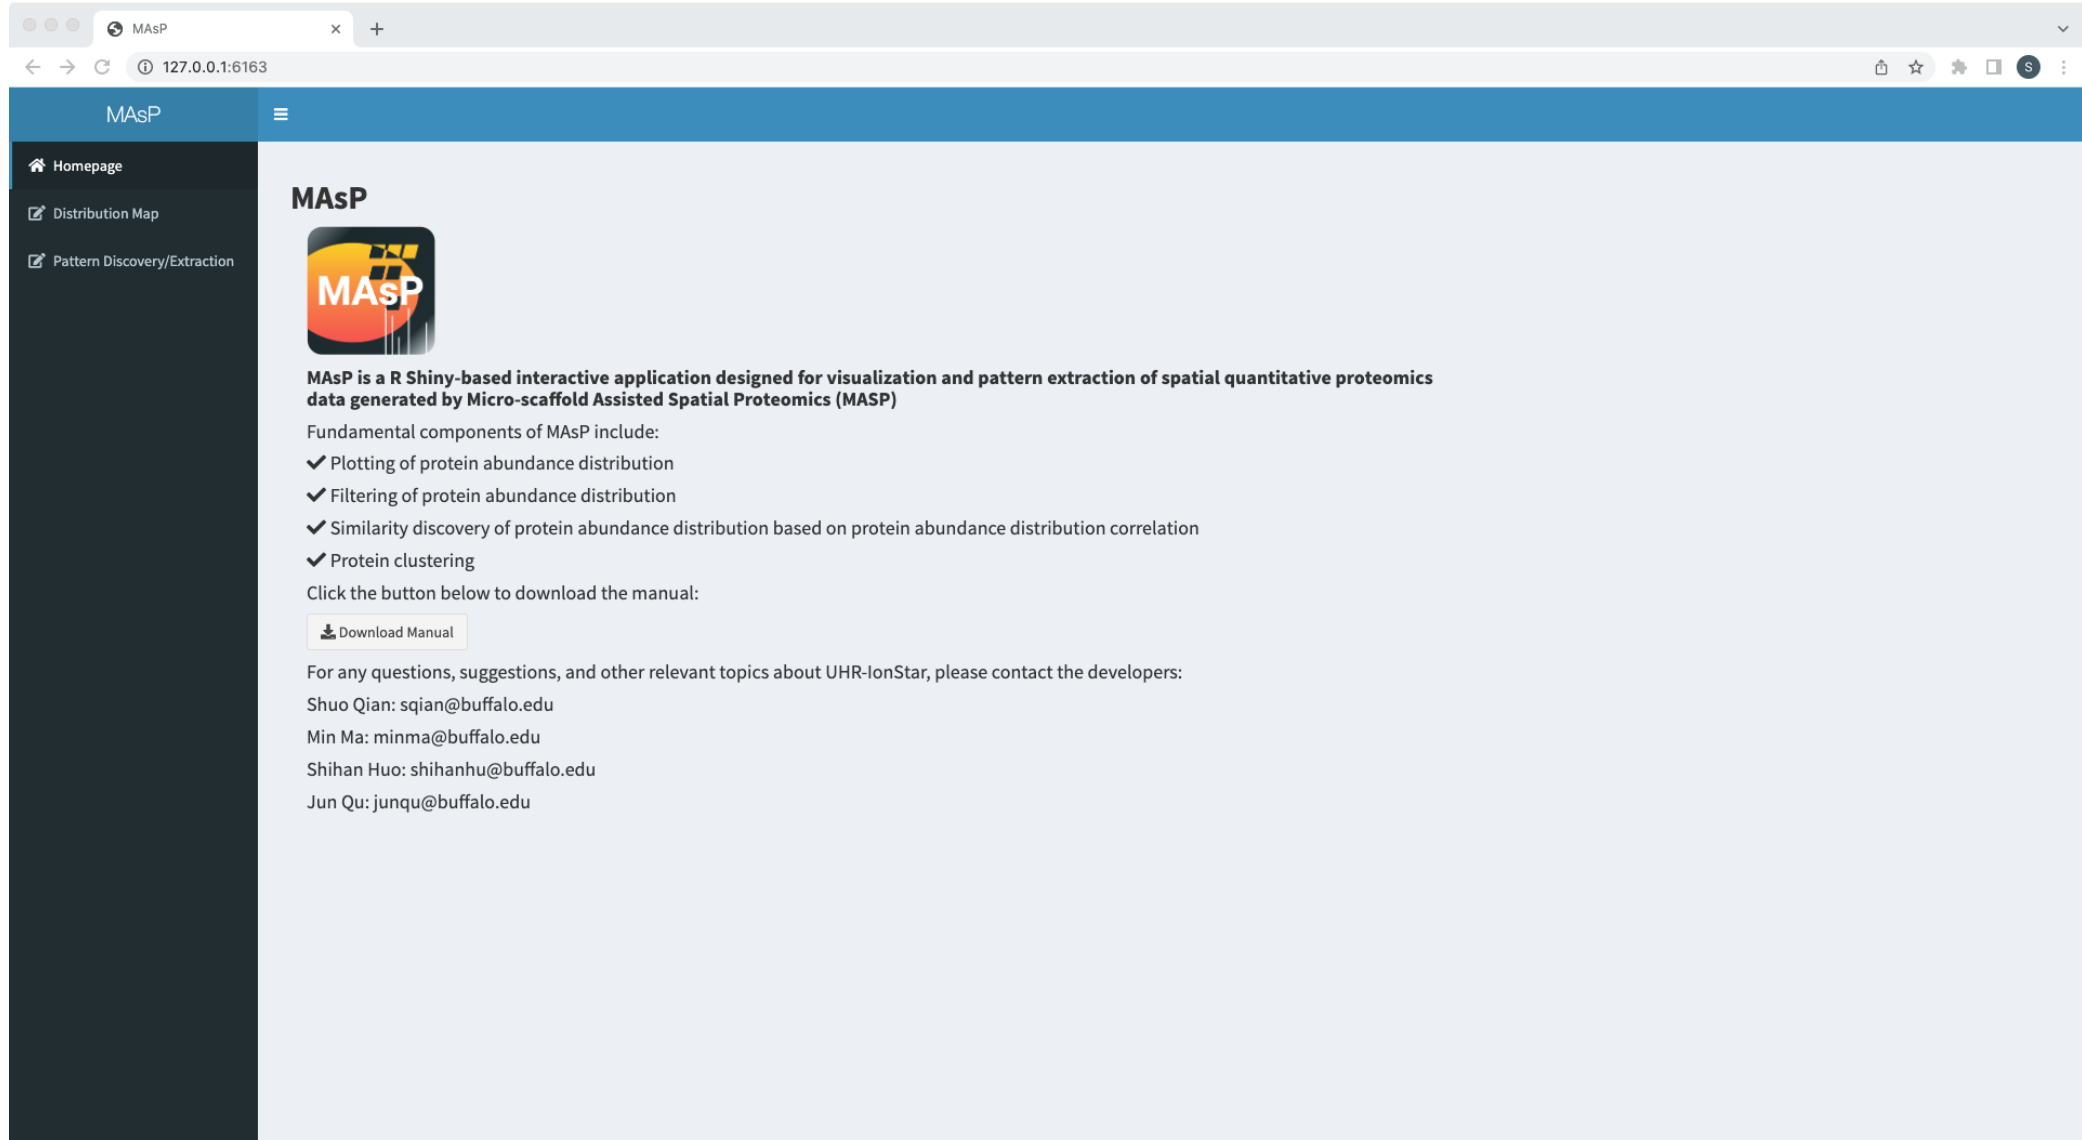 MAsP
127.0.0.1:6163
S
MAsP
Homepage
Distribution Map
Pattern Discovery/Extraction
MAsP
MAsP
MAsP is a R Shiny-based interactive application designed for visualization and pattern extraction of spatial quantitative proteomics
data generated by Micro-scaffold Assisted Spatial Proteomics (MASP)
Fundamental components of MAsP include:
Plotting of protein abundance distribution
Filtering of protein abundance distribution
Similarity discovery of protein abundance distribution based on protein abundance distribution correlation
Protein clustering
Click the button below to download the manual:
Download Manual
For any questions, suggestions, and other relevant topics about UHR-IonStar, please contact the developers:
Shuo Qian: sqian@buffalo.edu
Min Ma: minma@buffalo.edu
Shihan Huo: shihanhu@buffalo.edu
Jun Qu: junqu@buffalo.edu